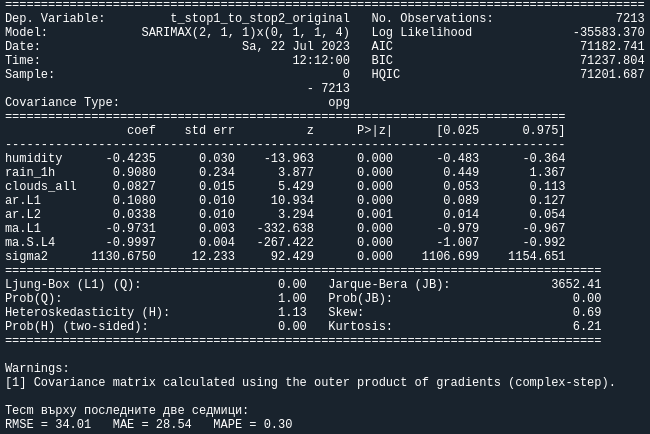 ==============================================================================================
Dep. Variable: t_stop1_to_stop2_original No. Observations: 7213
Model: SARIMAX(2, 1, 1)x(0, 1, 1, 4) Log Likelihood -35583.370
Date: Sa, 22 Jul 2023 AIC 71182.741
Time: 12:12:00 BIC 71237.804
Sample: 0 HQIC 71201.687
- 7213
Covariance Type: opg
==============================================================================
coef std err z P>|z| [0.025 0.975]
------------------------------------------------------------------------------
humidity -0.4235 0.030 -13.963 0.000 -0.483 -0.364
rain_1h 0.9080 0.234 3.877 0.000 0.449 1.367
clouds_all 0.0827 0.015 5.429 0.000 0.053 0.113
ar.L1 0.1080 0.010 10.934 0.000 0.089 0.127
ar.L2 0.0338 0.010 3.294 0.001 0.014 0.054
ma.L1 -0.9731 0.003 -332.638 0.000 -0.979 -0.967
ma.S.L4 -0.9997 0.004 -267.422 0.000 -1.007 -0.992
sigma2 1130.6750 12.233 92.429 0.000 1106.699 1154.651
===================================================================================
Ljung-Box (L1) (Q): 0.00 Jarque-Bera (JB): 3652.41
Prob(Q): 1.00 Prob(JB): 0.00
Heteroskedasticity (H): 1.13 Skew: 0.69
Prob(H) (two-sided): 0.00 Kurtosis: 6.21
===================================================================================
Warnings:
[1] Covariance matrix calculated using the outer product of gradients (complex-step).
Тесm върху последните две седмици:
RMSE = 34.01 MAE = 28.54 MAPE = 0.30